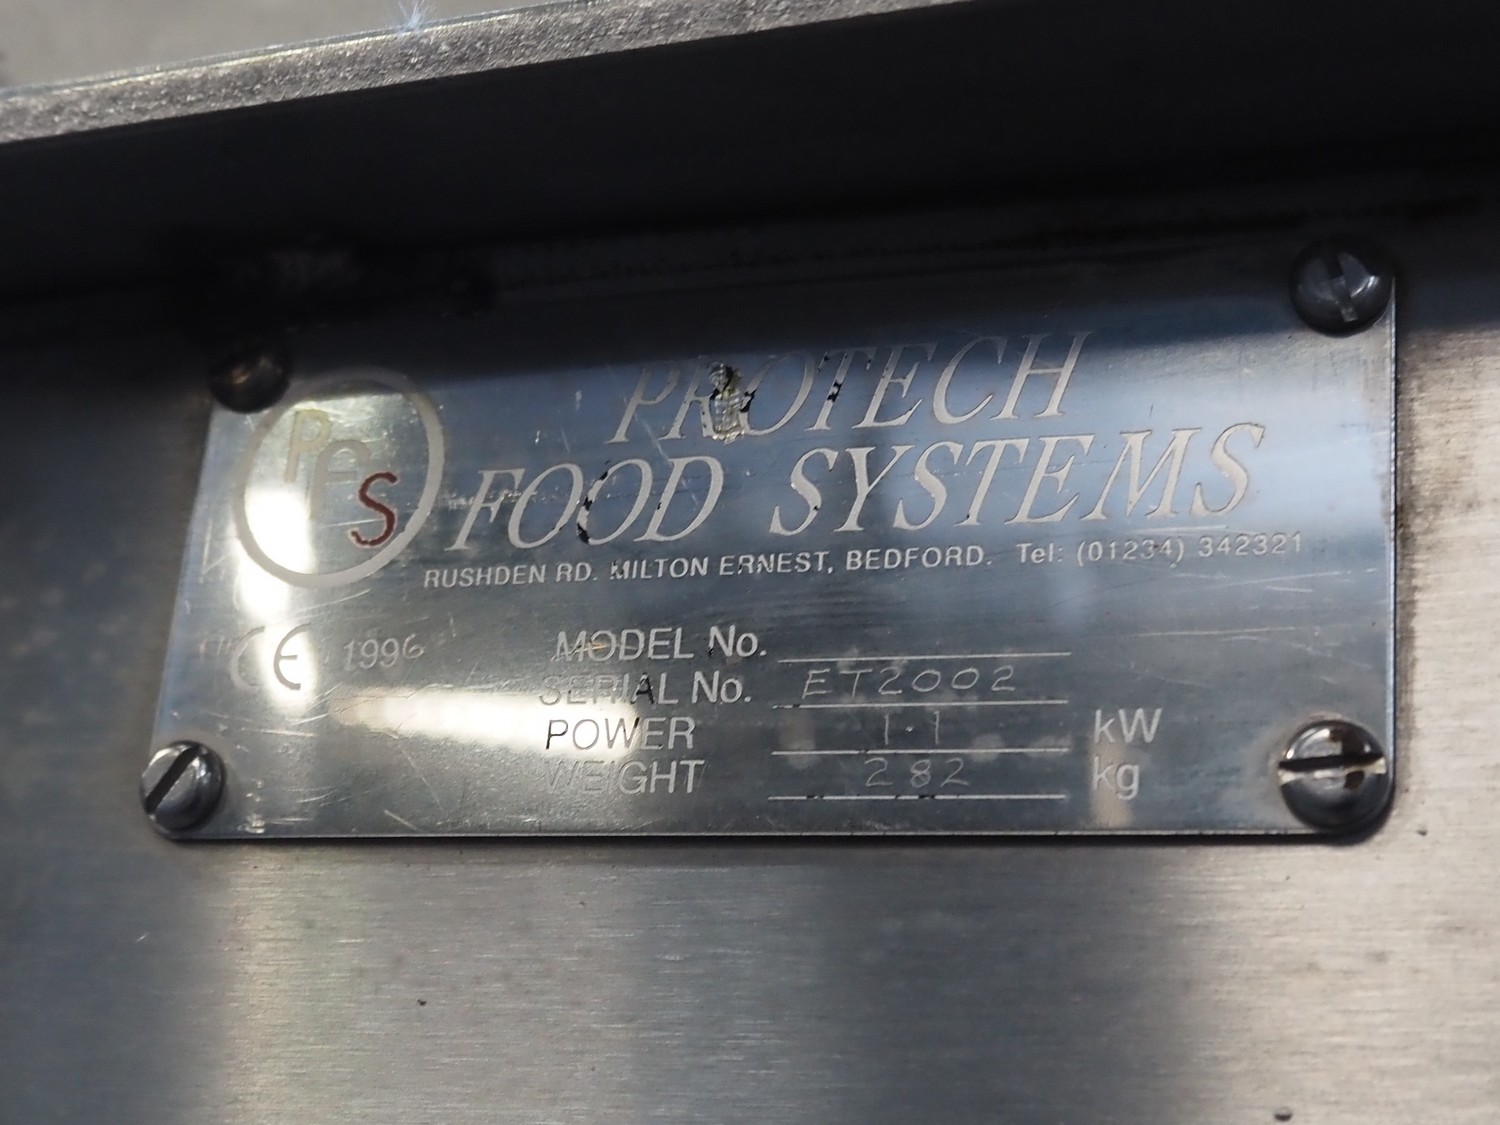 PFS
PROTECH
FOOD SYSTEMS
RUSHDEN RD. MILTON ERNEST, BEDFORD. Tel: (01234) 342321
CE 1996
MODEL No.
SERIAL No. ET2002
POWER 1.1 kW
WEIGHT 282 kg